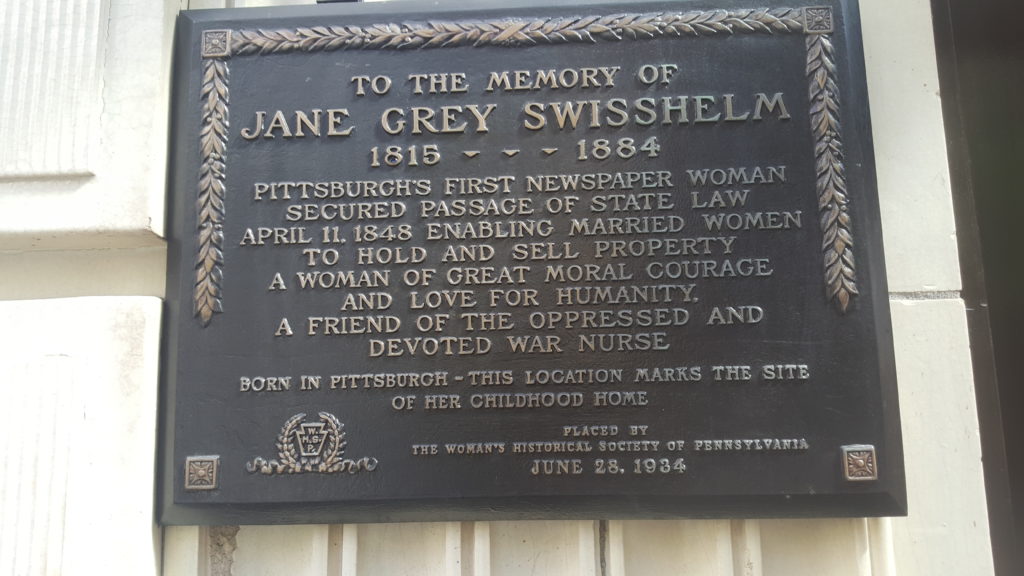 TO THE MEMORY OF
JANE GREY SWISSHELM
1815 - - - 1884
PITTSBURGH'S FIRST NEWSPAPER WOMAN
SECURED PASSAGE OF STATE LAW
APRIL 11, 1848 ENABLING MARRIED WOMEN
TO HOLD AND SELL PROPERTY
A WOMAN OF GREAT MORAL COURAGE
AND LOVE FOR HUMANITY.
A FRIEND OF THE OPPRESSED AND
DEVOTED WAR NURSE
BORN IN PITTSBURGH - THIS LOCATION MARKS THE SITE
OF HER CHILDHOOD HOME
PLACED BY
THE WOMAN'S HISTORICAL SOCIETY OF PENNSYLVANIA
JUNE 28, 1934